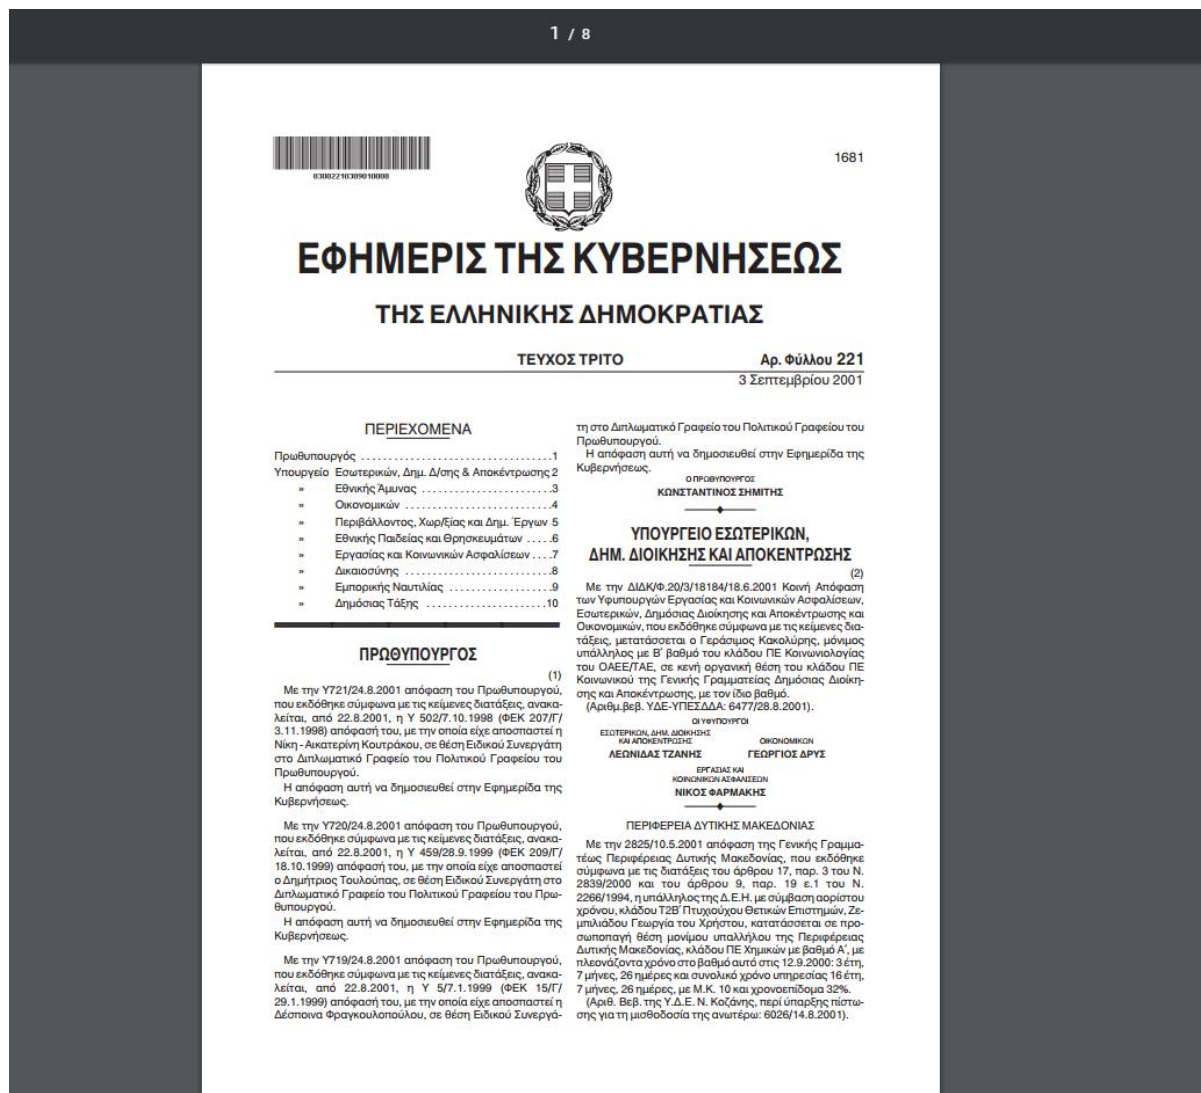 1 / 8
03002210309010008
1681
ΕΦΗΜΕΡΙΣ ΤΗΣ ΚΥΒΕΡΝΗΣΕΩΣ
ΤΗΣ ΕΛΛΗΝΙΚΗΣ ΔΗΜΟΚΡΑΤΙΑΣ
ΤΕΥΧΟΣ ΤΡΙΤΟ
Αρ. Φύλλου 221
3 Σεπτεμβρίου 2001
ΠΕΡΙΕΧΟΜΕΝΑ
Πρωθυπουργός ....................................1
Υπουργείο Εσωτερικών, Δημ. Δ/σης & Αποκέντρωσης 2
» Εθνικής Άμυνας ........................3
» Οικονομικών ...........................4
» Περιβάλλοντος, Χωρ/ξίας και Δημ. Έργων 5
» Εθνικής Παιδείας και Θρησκευμάτων .....6
» Εργασίας και Κοινωνικών Ασφαλίσεων ....7
» Δικαιοσύνης ...........................8
» Εμπορικής Ναυτιλίας ...................9
» Δημόσιας Τάξης ......................10
ΠΡΩΘΥΠΟΥΡΓΟΣ
(1)
Με την Υ721/24.8.2001 απόφαση του Πρωθυπουργού,
που εκδόθηκε σύμφωνα με τις κείμενες διατάξεις, ανακα-
λείται, από 22.8.2001, η Υ 502/7.10.1998 (ΦΕΚ 207/Γ/
3.11.1998) απόφασή του, με την οποία είχε αποσπαστεί η
Νίκη - Αικατερίνη Κουτράκου, σε θέση Ειδικού Συνεργάτη
στο Διπλωματικό Γραφείο του Πολιτικού Γραφείου του
Πρωθυπουργού.
Η απόφαση αυτή να δημοσιευθεί στην Εφημερίδα της
Κυβερνήσεως.
Με την Υ720/24.8.2001 απόφαση του Πρωθυπουργού,
που εκδόθηκε σύμφωνα με τις κείμενες διατάξεις, ανακα-
λείται, από 22.8.2001, η Υ 459/28.9.1999 (ΦΕΚ 209/Γ/
18.10.1999) απόφασή του, με την οποία είχε αποσπαστεί
ο Δημήτριος Τουλούπας, σε θέση Ειδικού Συνεργάτη στο
Διπλωματικό Γραφείο του Πολιτικού Γραφείου του Πρω-
θυπουργού.
Η απόφαση αυτή να δημοσιευθεί στην Εφημερίδα της
Κυβερνήσεως.
Με την Υ719/24.8.2001 απόφαση του Πρωθυπουργού,
που εκδόθηκε σύμφωνα με τις κείμενες διατάξεις, ανακα-
λείται, από 22.8.2001, η Υ 5/7.1.1999 (ΦΕΚ 15/Γ/
29.1.1999) απόφασή του, με την οποία είχε αποσπαστεί η
Δέσποινα Φραγκουλοπούλου, σε θέση Ειδικού Συνεργά-
τη στο Διπλωματικό Γραφείο του Πολιτικού Γραφείου του
Πρωθυπουργού.
Η απόφαση αυτή να δημοσιευθεί στην Εφημερίδα της
Κυβερνήσεως.
Ο ΠΡΩΘΥΠΟΥΡΓΟΣ
ΚΩΝΣΤΑΝΤΙΝΟΣ ΣΗΜΙΤΗΣ
ΥΠΟΥΡΓΕΙΟ ΕΣΩΤΕΡΙΚΩΝ,
ΔΗΜ. ΔΙΟΙΚΗΣΗΣ ΚΑΙ ΑΠΟΚΕΝΤΡΩΣΗΣ
(2)
Με την ΔΙΔΚ/Φ.20/3/18184/18.6.2001 Κοινή Απόφαση
των Υφυπουργών Εργασίας και Κοινωνικών Ασφαλίσεων,
Εσωτερικών, Δημόσιας Διοίκησης και Αποκέντρωσης και
Οικονομικών, που εκδόθηκε σύμφωνα με τις κείμενες δια-
τάξεις, μετατάσσεται ο Γεράσιμος Κακολύρης, μόνιμος
υπάλληλος με Β΄ βαθμό του κλάδου ΠΕ Κοινωνιολογίας
του ΟΑΕΕ/ΤΑΕ, σε κενή οργανική θέση του κλάδου ΠΕ
Κοινωνικού της Γενικής Γραμματείας Δημόσιας Διοίκη-
σης και Αποκέντρωσης, με τον ίδιο βαθμό.
(Αριθμ.βεβ. ΥΔΕ-ΥΠΕΣΔΔΑ: 6477/28.8.2001).
ΟΙ ΥΦΥΠΟΥΡΓΟΙ
ΕΣΩΤΕΡΙΚΩΝ, ΔΗΜ. ΔΙΟΙΚΗΣΗΣ
ΚΑΙ ΑΠΟΚΕΝΤΡΩΣΗΣ ΟΙΚΟΝΟΜΙΚΩΝ
ΛΕΩΝΙΔΑΣ ΤΖΑΝΗΣ ΓΕΩΡΓΙΟΣ ΔΡΥΣ
ΕΡΓΑΣΙΑΣ ΚΑΙ
ΚΟΙΝΩΝΙΚΩΝ ΑΣΦΑΛΙΣΕΩΝ
ΝΙΚΟΣ ΦΑΡΜΑΚΗΣ
ΠΕΡΙΦΕΡΕΙΑ ΔΥΤΙΚΗΣ ΜΑΚΕΔΟΝΙΑΣ
Με την 2825/10.5.2001 απόφαση της Γενικής Γραμμα-
τέως Περιφέρειας Δυτικής Μακεδονίας, που εκδόθηκε
σύμφωνα με τις διατάξεις του άρθρου 17, παρ. 3 του Ν.
2839/2000 και του άρθρου 9, παρ. 19 ε.1 του Ν.
2266/1994, η υπάλληλος της Δ.Ε.Η. με σύμβαση αορίστου
χρόνου, κλάδου Τ2Β΄ Πτυχιούχου Θετικών Επιστημών, Ζε-
μπιλιάδου Γεωργία του Χρήστου, κατατάσσεται σε προ-
σωποπαγή θέση μονίμου υπαλλήλου της Περιφέρειας
Δυτικής Μακεδονίας, κλάδου ΠΕ Χημικών με βαθμό Α΄, με
πλεονάζοντα χρόνο στο βαθμό αυτό στις 12.9.2000: 3 έτη,
7 μήνες, 26 ημέρες και συνολικό χρόνο υπηρεσίας 16 έτη,
7 μήνες, 26 ημέρες, με Μ.Κ. 10 και χρονοεπίδομα 32%.
(Αριθ. Βεβ. της Υ.Δ.Ε. Ν. Κοζάνης, περί ύπαρξης πίστω-
σης για τη μισθοδοσία της ανωτέρω: 6026/14.8.2001).